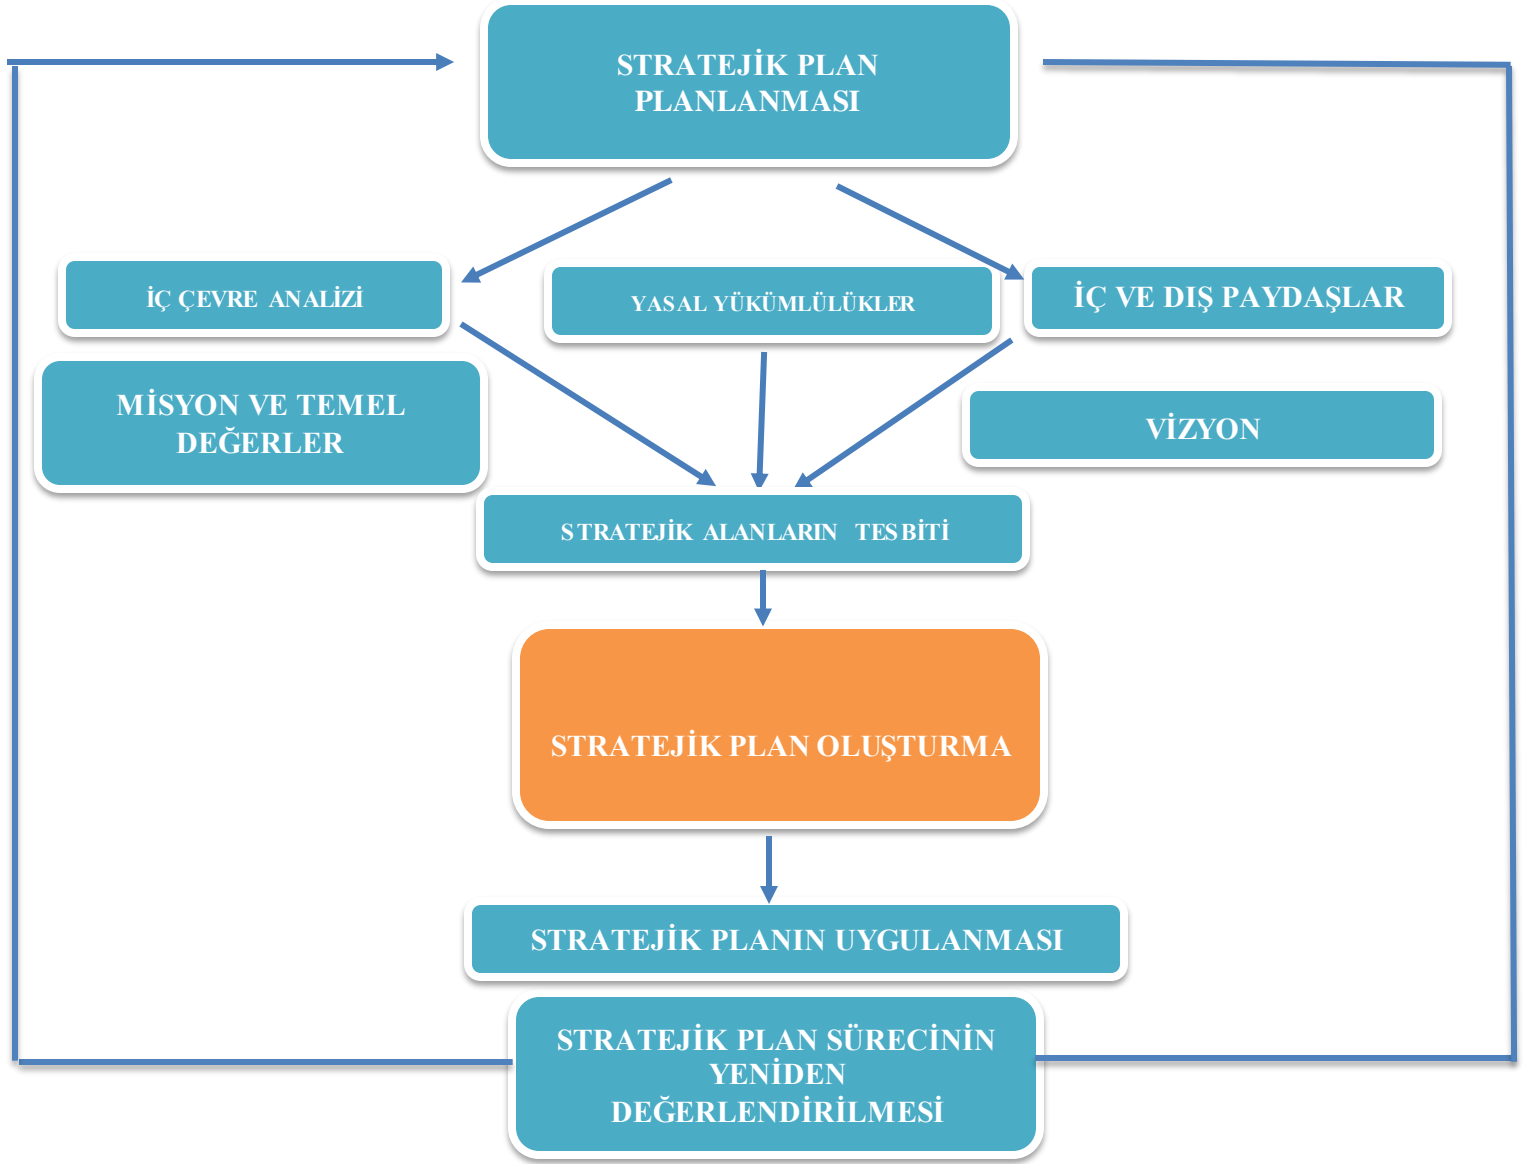 STRATEJİK PLAN
PLANLANMASI
İÇ ÇEVRE ANALİZİ
YASAL YÜKÜMLÜLÜKLER
İÇ VE DIŞ PAYDAŞLAR
MİSYON VE TEMEL
DEĞERLER
VİZYON
STRATEJİK ALANLARIN TESBİTİ
STRATEJİK PLAN OLUŞTURMA
STRATEJİK PLANIN UYGULANMASI
STRATEJİK PLAN SÜRECİNİN
YENİDEN
DEĞERLENDİRİLMESİ